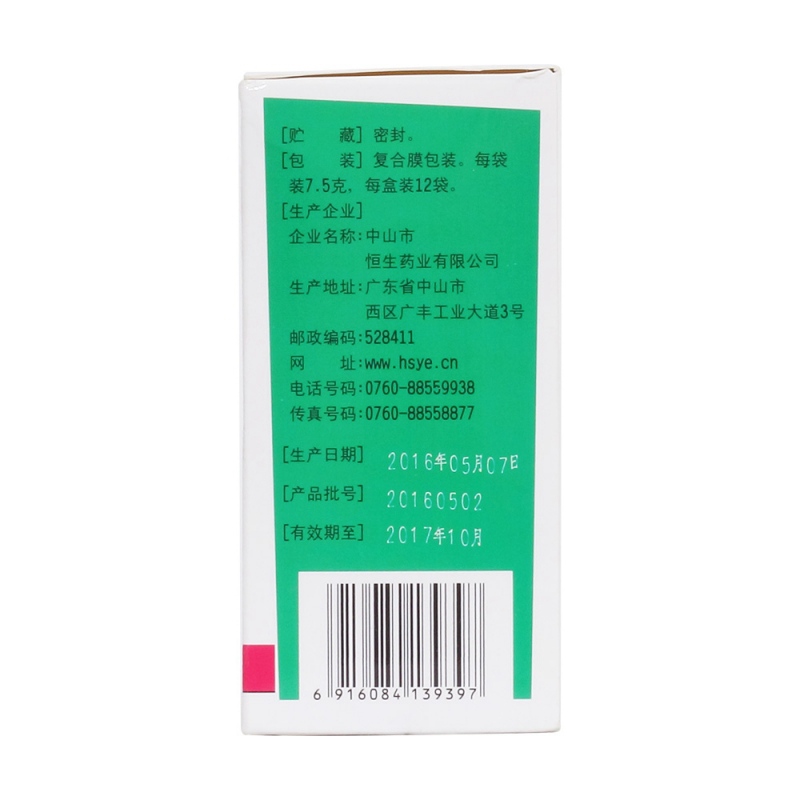 [贮　　藏] 密封。
[包　　装] 复合膜包装。每袋
装7.5克，每盒装12袋。
[生产企业]
企业名称:中山市
恒生药业有限公司
生产地址:广东省中山市
西区广丰工业大道3号
邮政编码:528411
网　　址:www.hsye.cn
电话号码:0760-88559938
传真号码:0760-88558877
[生产日期] 2016年05月07日
[产品批号] 20160502
[有效期至] 2017年10月
6 916084 139397